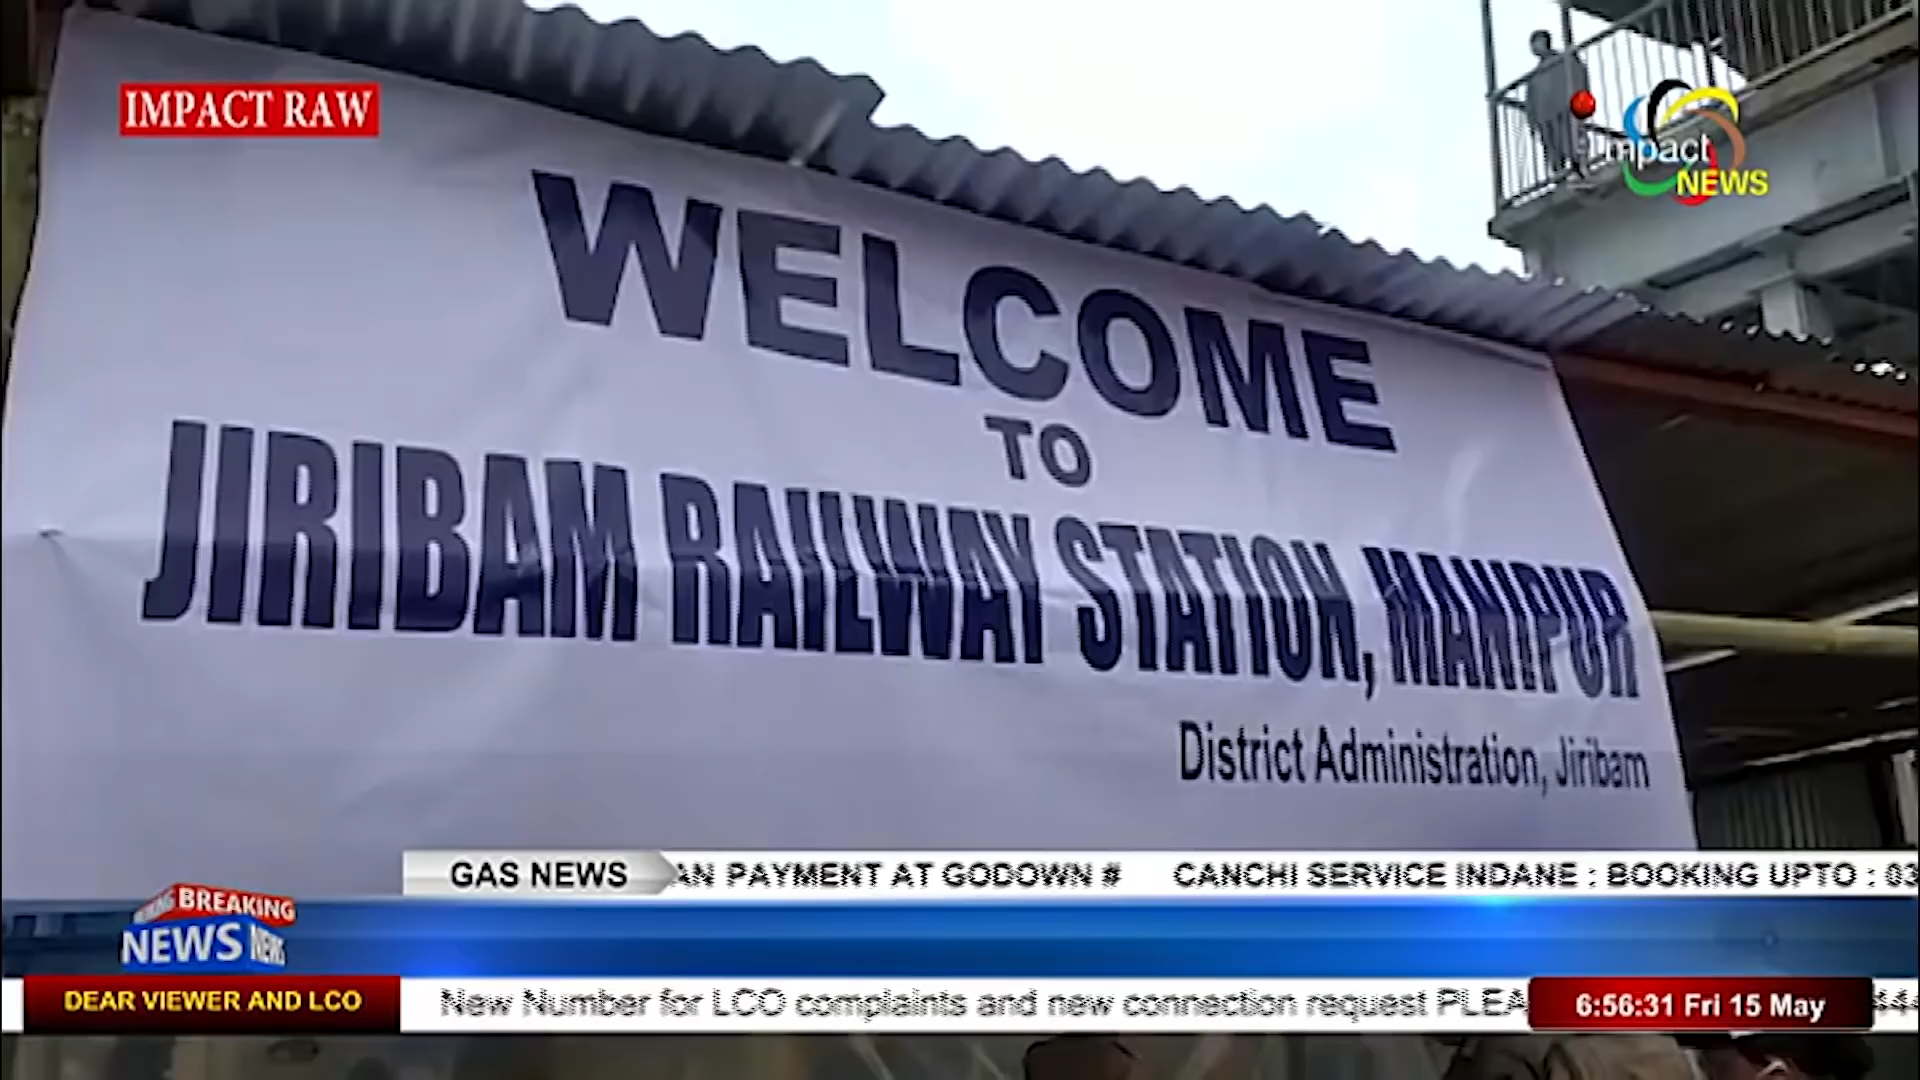 IMPACT RAW
Impact
NEWS
WELCOME
TO
JIRIBAM RAILWAY STATION, MANIPUR
District Administration, Jiribam
GAS NEWS
AN PAYMENT AT GODOWN # CANCHI SERVICE INDANE : BOOKING UPTO : 03
BREAKING
NEWS NEWS
DEAR VIEWER AND LCO
New Number for LCO complaints and new connection request PLEA
6:56:31 Fri 15 May